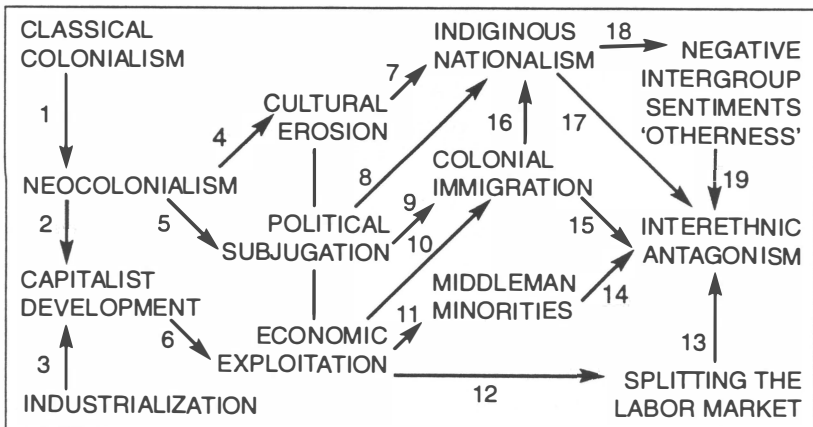 CLASSICAL
COLONIALISM
1
NEOCOLONIALISM
2
CAPITALIST
DEVELOPMENT
3
INDUSTRIALIZATION
4
5
6
CULTURAL
EROSION
POLITICAL
SUBJUGATION
ECONOMIC
EXPLOITATION
7
8
9
10
11
12
INDIGINOUS
NATIONALISM
16
COLONIAL
IMMIGRATION
MIDDLEMAN
MINORITIES
18
17
15
14
NEGATIVE
INTERGROUP
SENTIMENTS
'OTHERNESS'
19
INTERETHNIC
ANTAGONISM
13
SPLITTING THE
LABOR MARKET